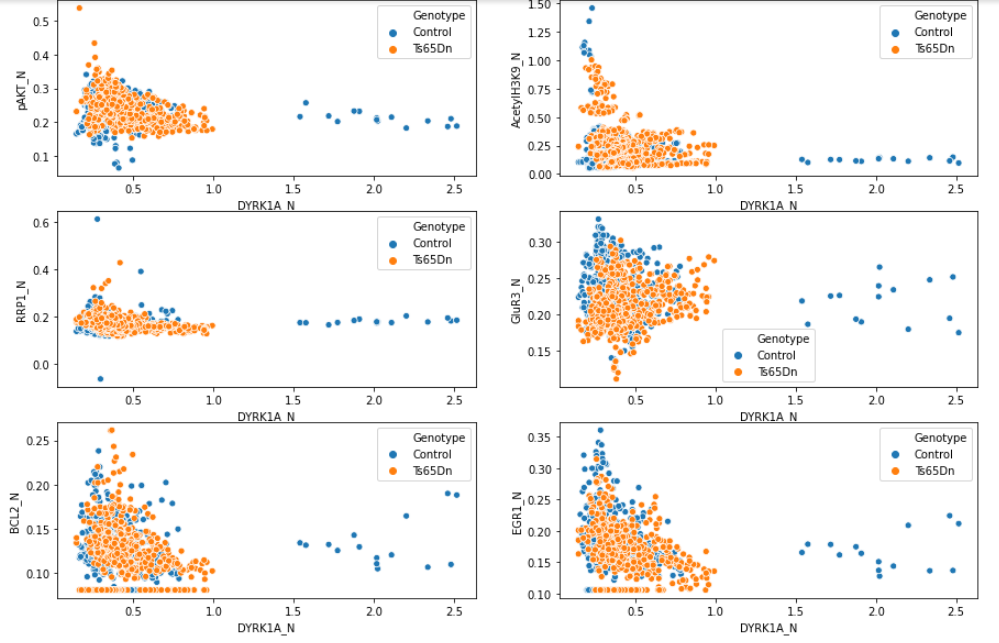 0.5
0.4
0.3
0.2
0.1
pAKT_N
Genotype
Control
Ts65Dn
0.5
1.0
1.5
2.0
2.5
DYRK1A_N
1.50
1.25
1.00
0.75
0.50
0.25
0.00
AcetylH3K9_N
Genotype
Control
Ts65Dn
0.5
1.0
1.5
2.0
2.5
DYRK1A_N
0.6
0.4
0.2
0.0
RRP1_N
Genotype
Control
Ts65Dn
0.5
1.0
1.5
2.0
2.5
DYRK1A_N
0.30
0.25
0.20
0.15
GluR3_N
Genotype
Control
Ts65Dn
0.5
1.0
1.5
2.0
2.5
DYRK1A_N
0.25
0.20
0.15
0.10
BCL2_N
Genotype
Control
Ts65Dn
0.5
1.0
1.5
2.0
2.5
DYRK1A_N
0.35
0.30
0.25
0.20
0.15
0.10
EGR1_N
Genotype
Control
Ts65Dn
0.5
1.0
1.5
2.0
2.5
DYRK1A_N